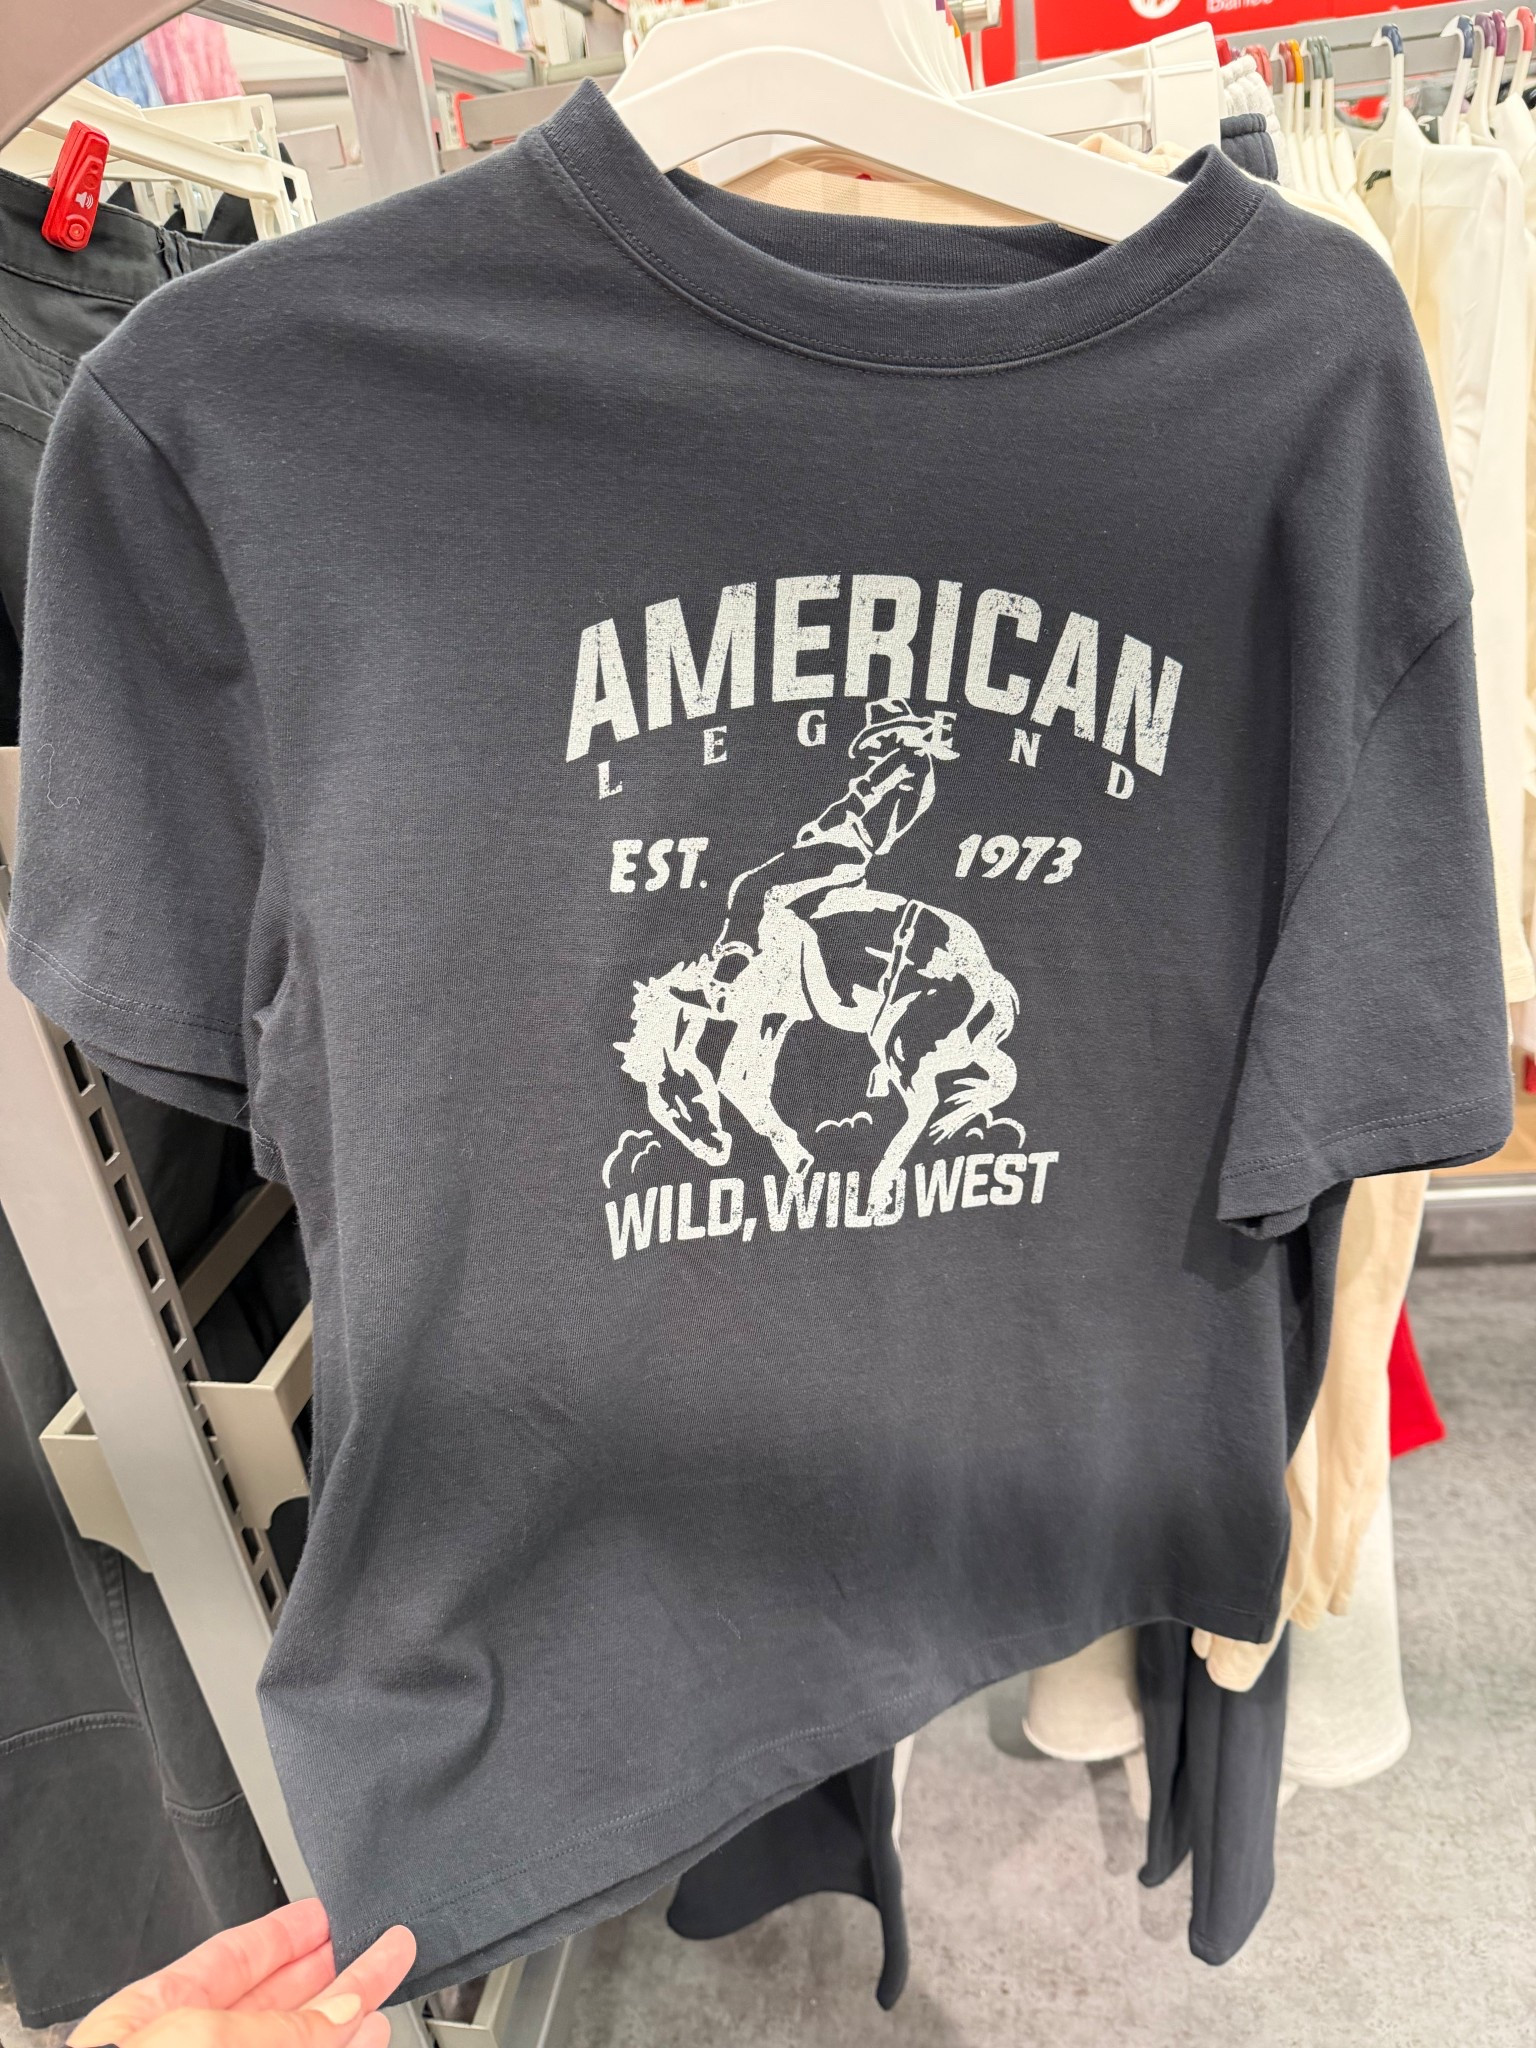 AMERICAN
LEGEND
EST. 1973
WILD, WILD WEST